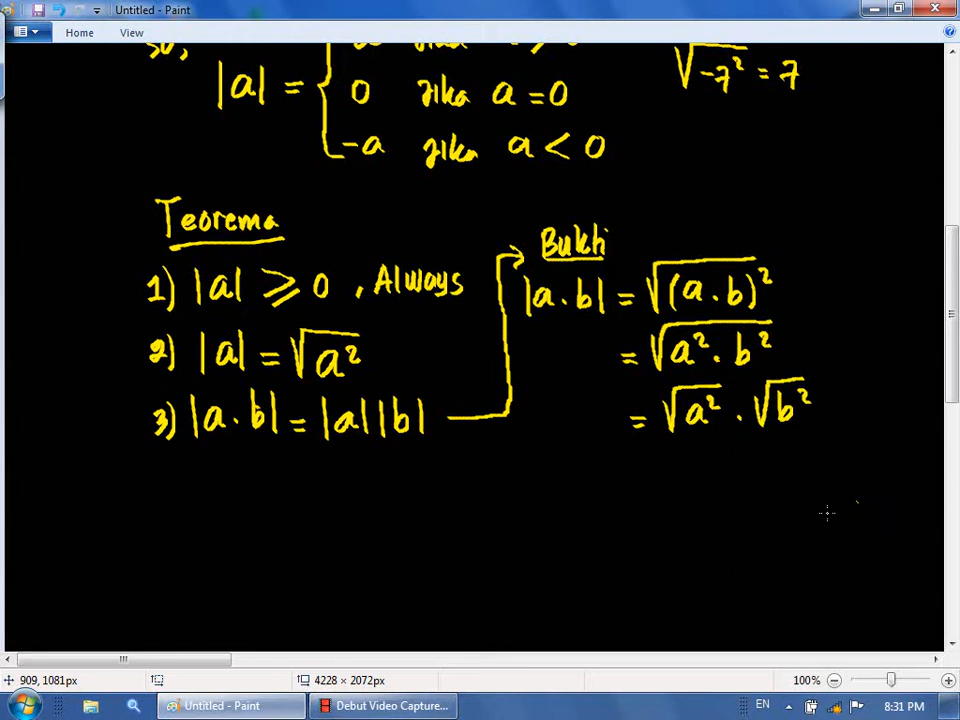 Untitled - Paint
Home View
so,
√-7² = 7
|a| = { 0 jika a = 0
-a jika a < 0
Teorema
1) |a| ⩾ 0 , Always
2) |a| = √a²
3) |a·b| = |a||b|
Bukti
|a·b| = √(a.b)²
= √a² · b²
= √a² · √b²
909, 1081px
4228 × 2072px
100%
Untitled - Paint
Debut Video Capture...
EN
8:31 PM